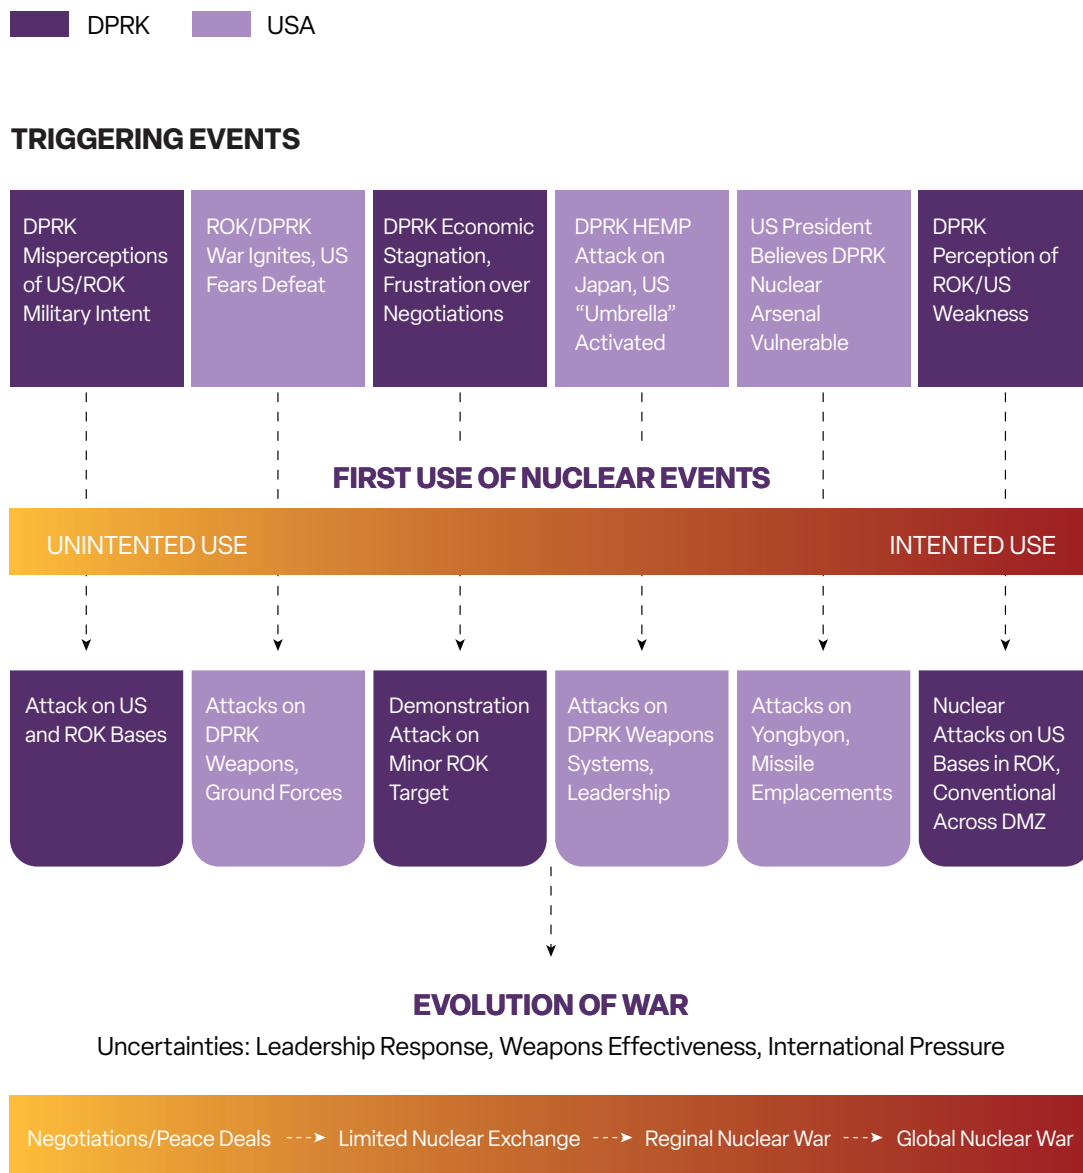 DPRK
USA
TRIGGERING EVENTS
DPRK
Misperceptions
of US/ROK
Military Intent
ROK/DPRK
War Ignites, US
Fears Defeat
DPRK Economic
Stagnation,
Frustration over
Negotiations
DPRK HEMP
Attack on
Japan, US
“Umbrella”
Activated
US President
Believes DPRK
Nuclear
Arsenal
Vulnerable
DPRK
Perception of
ROK/US
Weakness
FIRST USE OF NUCLEAR EVENTS
UNINTENTED USE
INTENTED USE
Attack on US
and ROK Bases
Attacks on
DPRK
Weapons,
Ground Forces
Demonstration
Attack on
Minor ROK
Target
Attacks on
DPRK Weapons
Systems,
Leadership
Attacks on
Yongbyon,
Missile
Emplacements
Nuclear
Attacks on US
Bases in ROK,
Conventional
Across DMZ
EVOLUTION OF WAR
Uncertainties: Leadership Response, Weapons Effectiveness, International Pressure
Negotiations/Peace Deals
Limited Nuclear Exchange
Reginal Nuclear War
Global Nuclear War